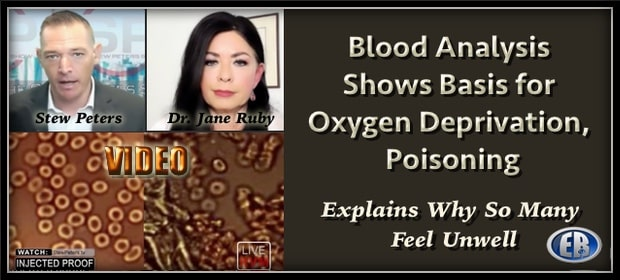 Stew Peters
Dr. Jane Ruby
VIDEO
WATCH:
INJECTED PROOF
LIVE
Blood Analysis
Shows Basis for
Oxygen Deprivation,
Poisoning
Explains Why So Many
Feel Unwell